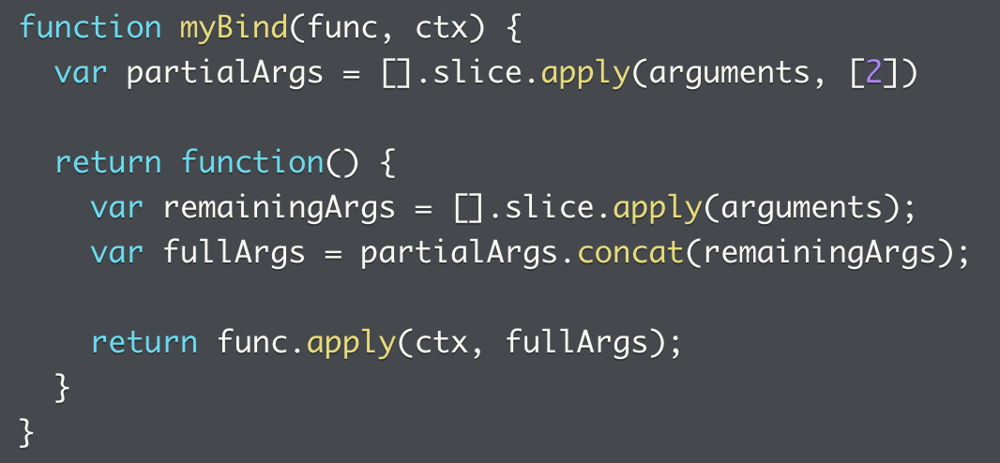 function myBind(func, ctx) {
  var partialArgs = [].slice.apply(arguments, [2])

  return function() {
    var remainingArgs = [].slice.apply(arguments);
    var fullArgs = partialArgs.concat(remainingArgs);

    return func.apply(ctx, fullArgs);
  }
}